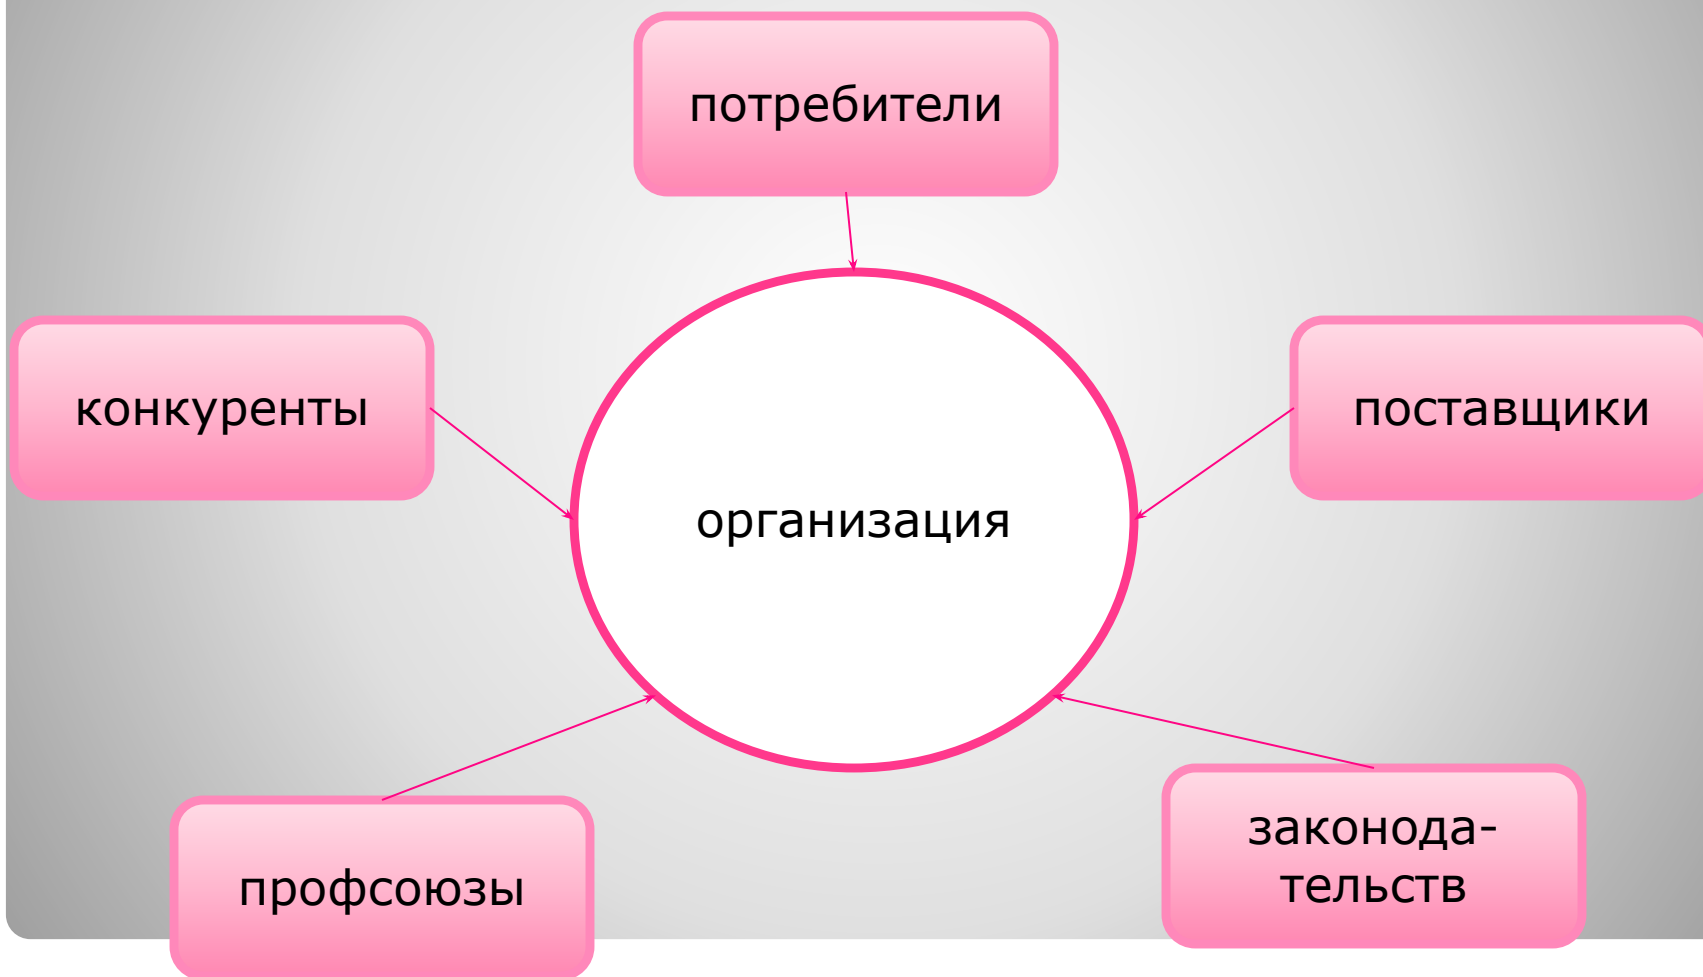 потребители
конкуренты
поставщики
организация
законода-
тельств
профсоюзы